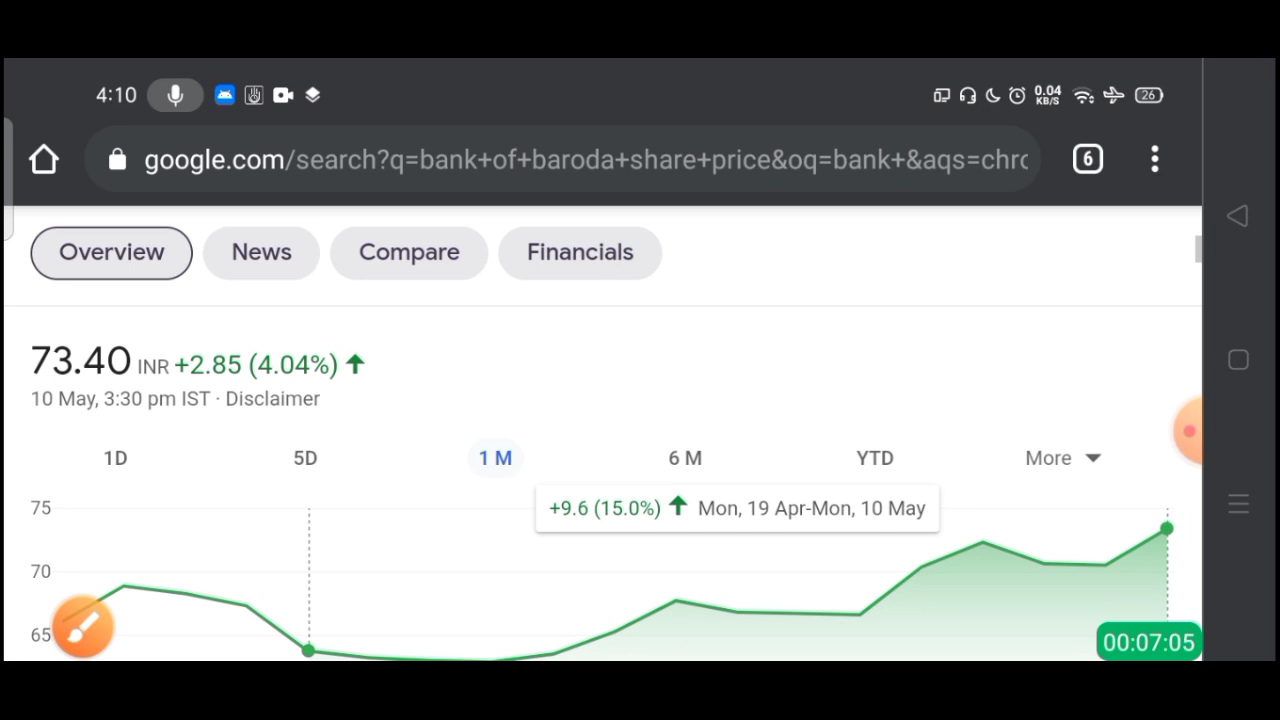 4:10 0.04 KB/S 26
google.com/search?q=bank+of+baroda+share+price&oq=bank+&aqs=chrc 6
Overview News Compare Financials
73.40 INR +2.85 (4.04%)
10 May, 3:30 pm IST · Disclaimer
1D 5D 1 M 6 M YTD More
75 +9.6 (15.0%) Mon, 19 Apr-Mon, 10 May
70
65
00:07:05